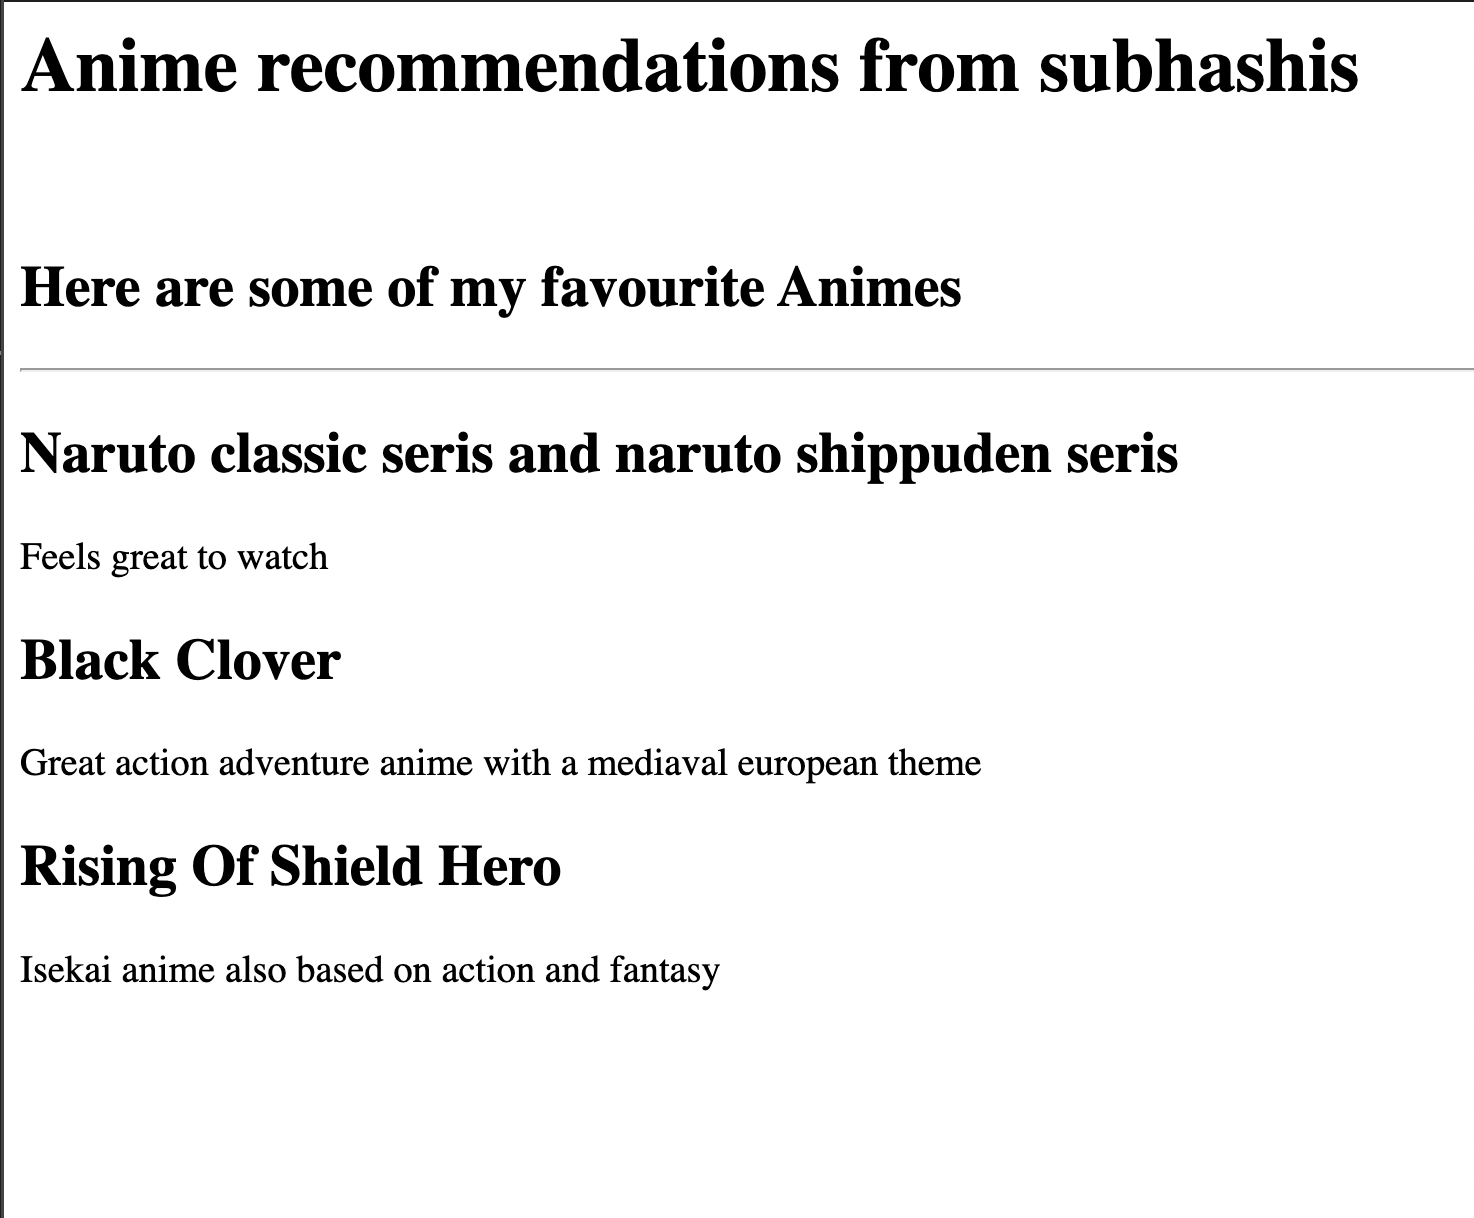 Anime recommendations from subhashis
Here are some of my favourite Animes
Naruto classic seris and naruto shippuden seris
Feels great to watch
Black Clover
Great action adventure anime with a mediaval european theme
Rising Of Shield Hero
Isekai anime also based on action and fantasy